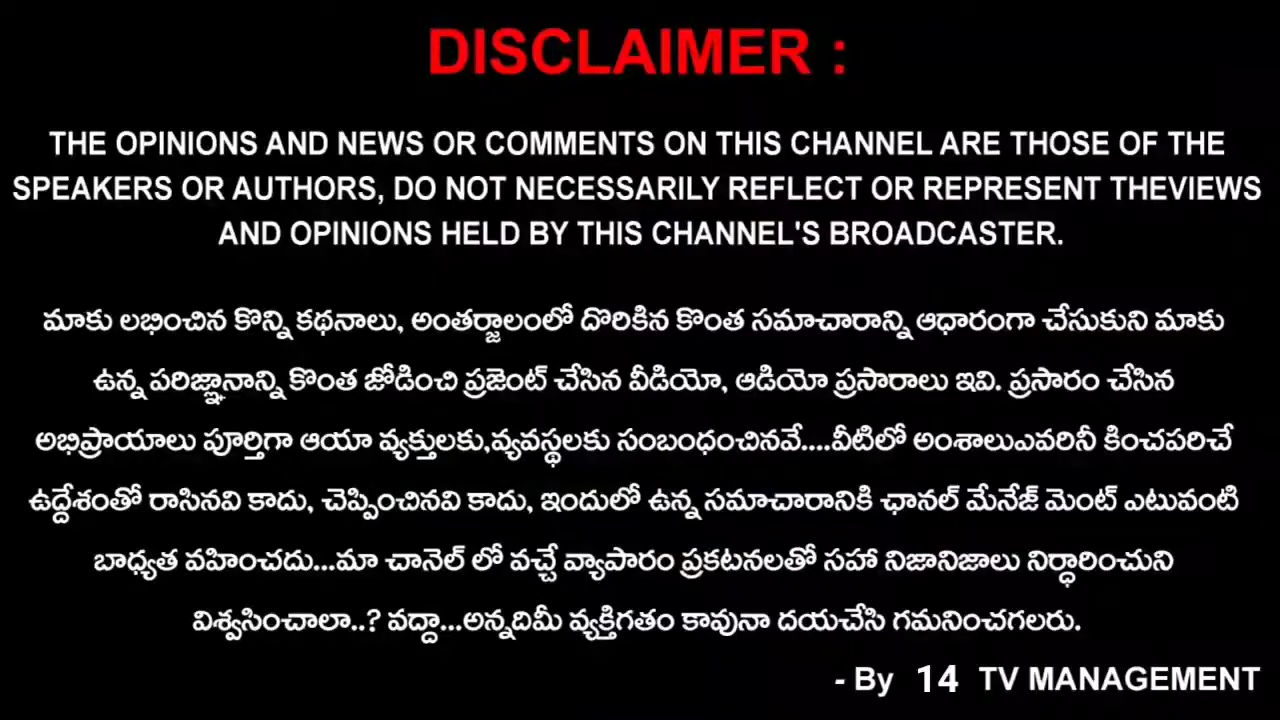 DISCLAIMER :
THE OPINIONS AND NEWS OR COMMENTS ON THIS CHANNEL ARE THOSE OF THE
SPEAKERS OR AUTHORS, DO NOT NECESSARILY REFLECT OR REPRESENT THEVIEWS
AND OPINIONS HELD BY THIS CHANNEL'S BROADCASTER.
మాకు లభించిన కొన్ని కథనాలు, అంతర్జాలంలో దొరికిన కొంత సమాచారాన్ని ఆధారంగా చేసుకుని మాకు
ఉన్న పరిజ్ఞానాన్ని కొంత జోడించి ప్రజెంట్ చేసిన వీడియో, ఆడియో ప్రసారాలు ఇవి. ప్రసారం చేసిన
అభిప్రాయాలు పూర్తిగా ఆయా వ్యక్తులకు,వ్యవస్థలకు సంబంధంచినవే....వీటిలో అంశాలుఎవరినీ కించపరిచే
ఉద్దేశంతో రాసినవి కాదు, చెప్పించినవి కాదు, ఇందులో ఉన్న సమాచారానికి ఛానల్ మేనేజ్ మెంట్ ఎటువంటి
బాధ్యత వహించదు...మా చానెల్ లో వచ్చే వ్యాపారం ప్రకటనలతో సహా నిజానిజాలు నిర్ధారించుని
విశ్వసించాలా..? వద్దా...అన్నదిమీ వ్యక్తిగతం కావునా దయచేసి గమనించగలరు.
- By 14 TV MANAGEMENT